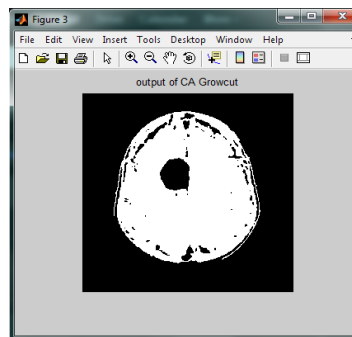 Figure 3
File Edit View Insert Tools Desktop Window Help
output of CA Growcut